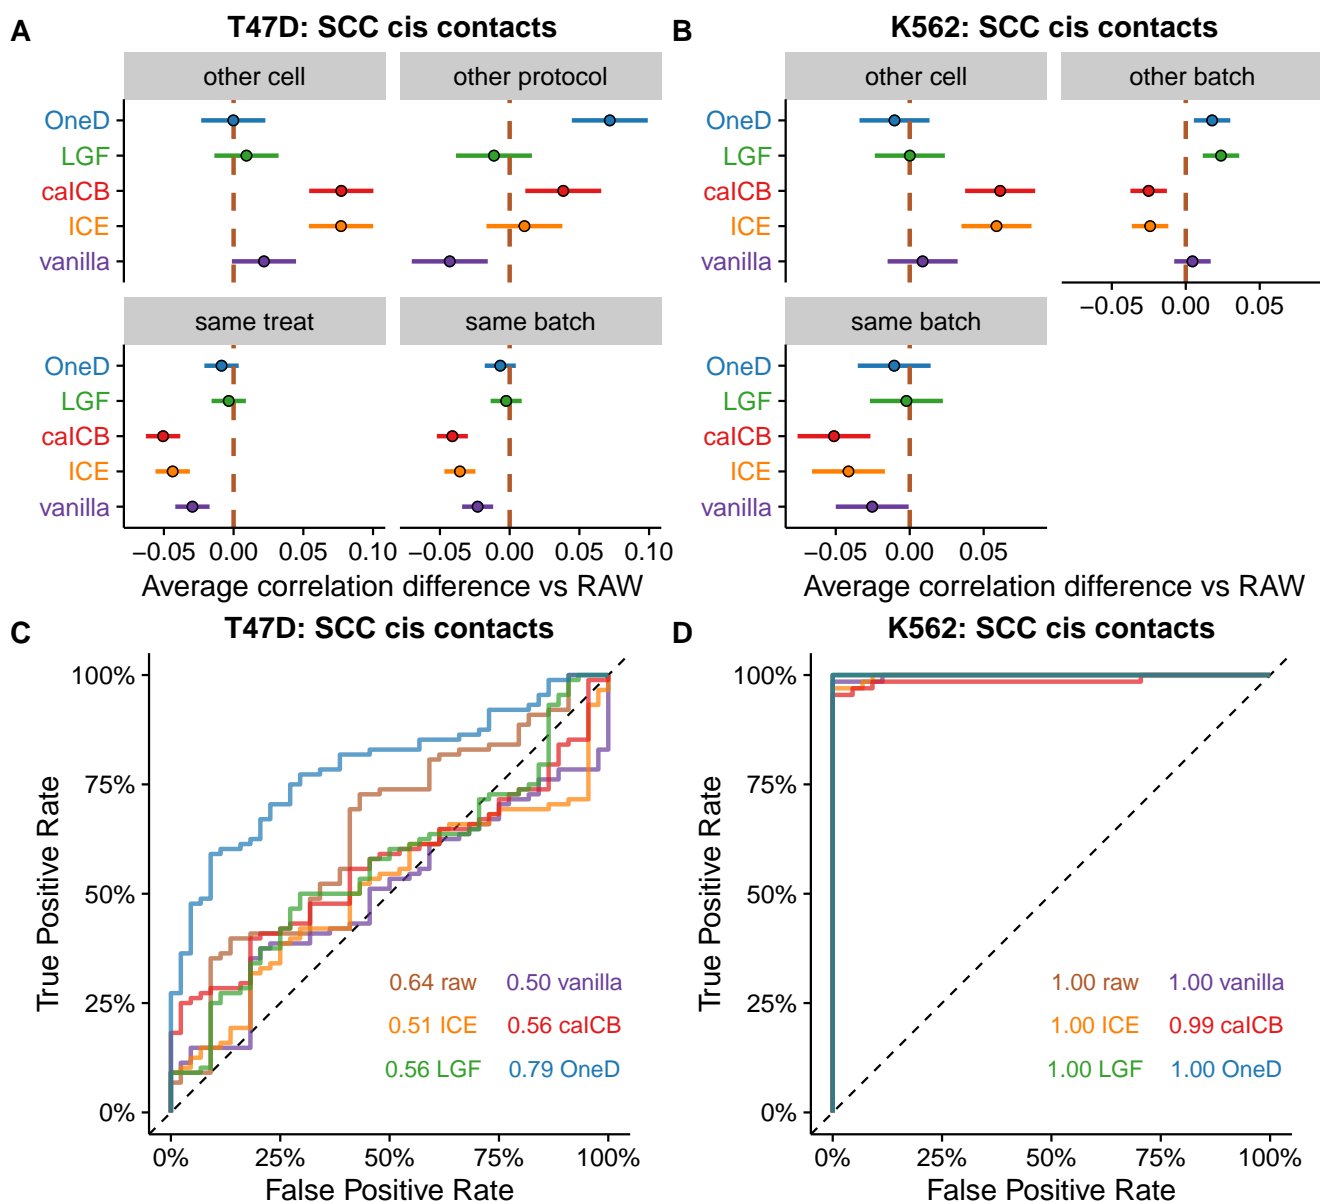 A
T47D: SCC cis contacts
other cell
other protocol
OneD
LGF
caICB
ICE
vanilla
same treat
same batch
OneD
LGF
caICB
ICE
vanilla
−0.05 0.00 0.05 0.10
−0.05 0.00 0.05 0.10
Average correlation difference vs RAW
B
K562: SCC cis contacts
other cell
other batch
OneD
LGF
caICB
ICE
vanilla
−0.05 0.00 0.05
same batch
OneD
LGF
caICB
ICE
vanilla
−0.05 0.00 0.05
Average correlation difference vs RAW
C
T47D: SCC cis contacts
True Positive Rate
100%
75%
50%
25%
0%
0.64 raw 0.50 vanilla
0.51 ICE 0.56 caICB
0.56 LGF 0.79 OneD
0% 25% 50% 75% 100%
False Positive Rate
D
K562: SCC cis contacts
True Positive Rate
100%
75%
50%
25%
0%
1.00 raw 1.00 vanilla
1.00 ICE 0.99 caICB
1.00 LGF 1.00 OneD
0% 25% 50% 75% 100%
False Positive Rate